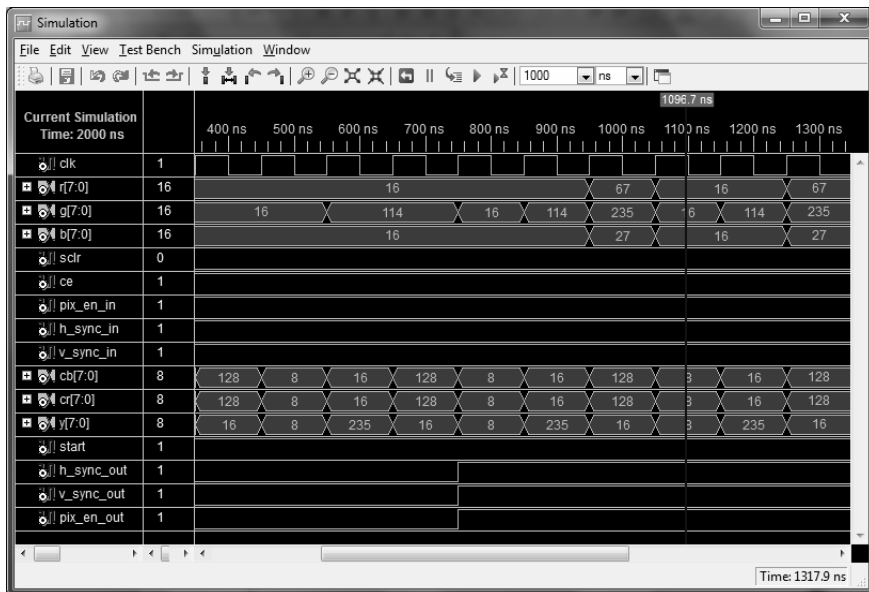 Simulation
File Edit View Test Bench Simulation Window
1000 ns
1096.7 ns
Current Simulation
Time: 2000 ns
400 ns 500 ns 600 ns 700 ns 800 ns 900 ns 1000 ns 1100 ns 1200 ns 1300 ns
clk 1
r[7:0] 16 16 67 16 67
g[7:0] 16 16 114 16 114 235 16 114 235
b[7:0] 16 16 27 16 27
sclr 0
ce 1
pix_en_in 1
h_sync_in 1
v_sync_in 1
cb[7:0] 8 128 8 16 128 8 16 128 8 16 128
cr[7:0] 8 128 8 16 128 8 16 128 8 16 128
y[7:0] 8 16 8 235 16 8 235 16 8 235 16
start 1
h_sync_out 1
v_sync_out 1
pix_en_out 1
Time: 1317.9 ns